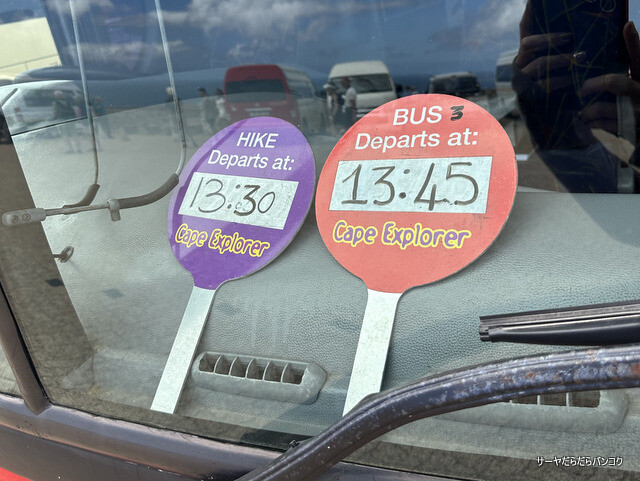 HIKE
Departs at:
13:30
Cape Explorer
BUS 3
Departs at:
13:45
Cape Explorer
サーヤだらだらバンコク